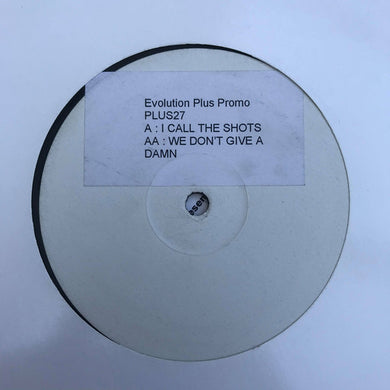 Evolution Plus Promo
PLUS27
A : I CALL THE SHOTS
AA : WE DON'T GIVE A
DAMN